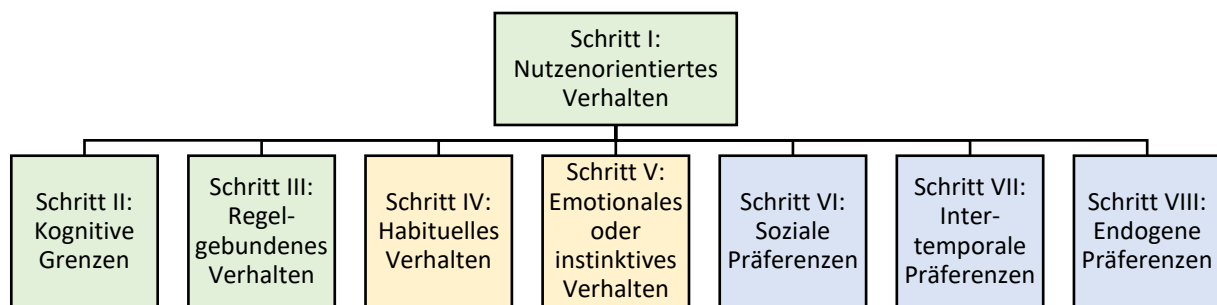 Schritt I:
Nutzenorientiertes
Verhalten
Schritt II:
Kognitive
Grenzen
Schritt III:
Regel-
gebundenes
Verhalten
Schritt IV:
Habituelles
Verhalten
Schritt V:
Emotionales
oder
instinktives
Verhalten
Schritt VI:
Soziale
Präferenzen
Schritt VII:
Inter-
temporale
Präferenzen
Schritt VIII:
Endogene
Präferenzen